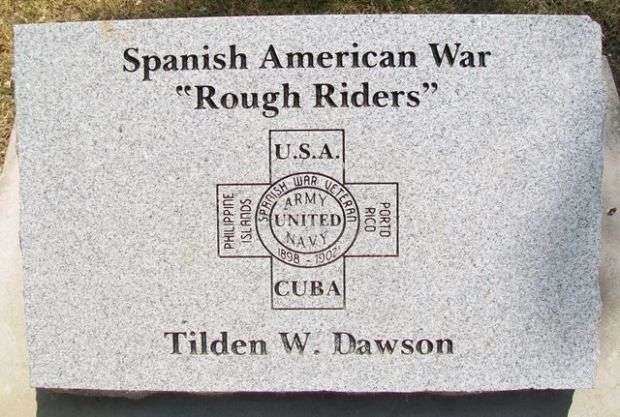 Spanish American War
"Rough Riders"
U.S.A.
PHILIPPINE
ISLANDS
SPANISH WAR VETERAN
ARMY
UNITED
NAVY
1898 - 1902
PORTO
RICO
CUBA
Tilden W. Dawson